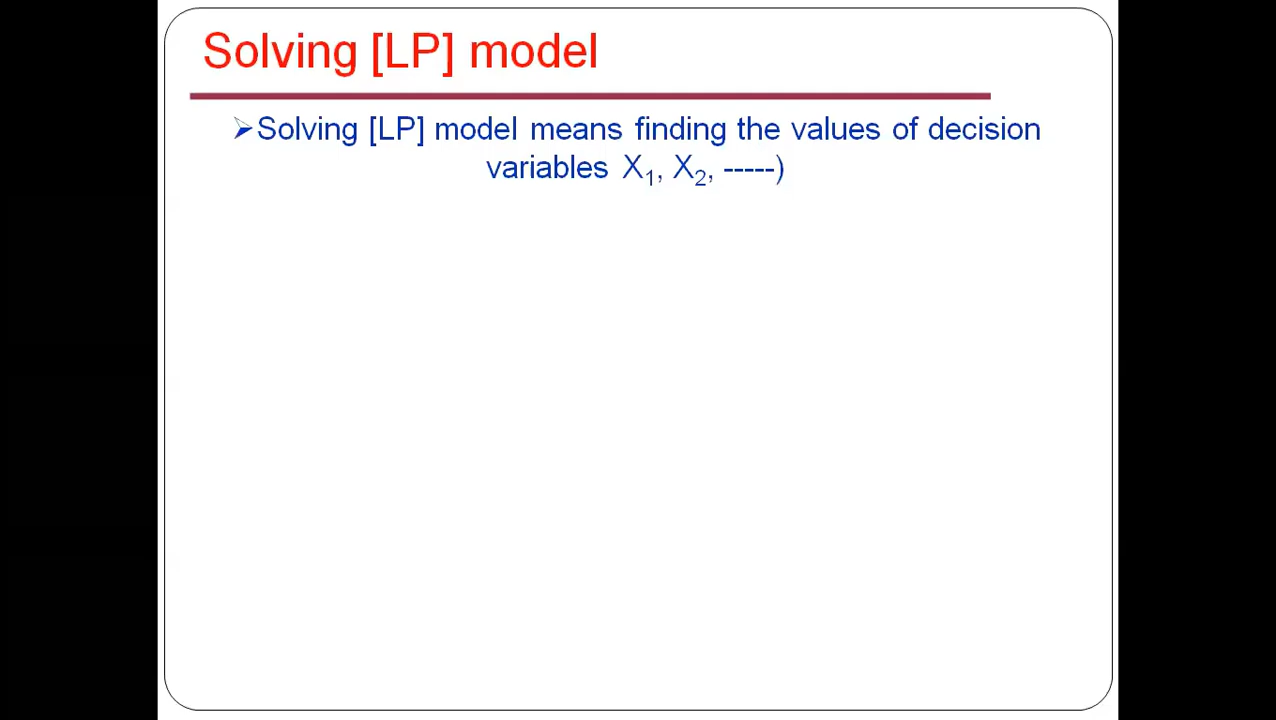 Solving [LP] model
➢Solving [LP] model means finding the values of decision
variables X₁, X₂, -----)